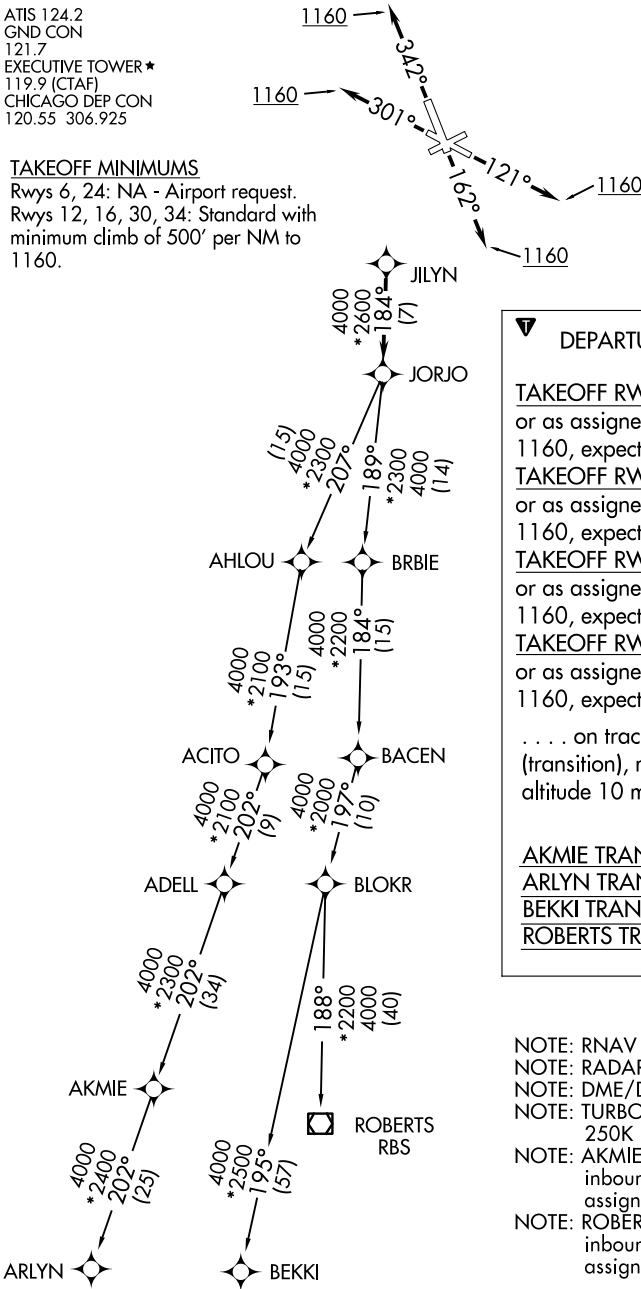 ATIS 124.2
GND CON
121.7
EXECUTIVE TOWER★
119.9 (CTAF)
CHICAGO DEP CON
120.55 306.925
1160
342°
1160
301°
121°
1160
162°
1160
TAKEOFF MINIMUMS
Rwys 6, 24: NA - Airport request.
Rwys 12, 16, 30, 34: Standard with
minimum climb of 500' per NM to
1160.
JILYN
4000
*2600
184°
(7)
JORJO
(15)
4000
*2300
207°
189°
*2300
4000
(14)
AHLOU
BRBIE
4000
*2100
193°
(15)
4000
*2200
184°
(15)
ACITO
BACEN
4000
*2100
202°
(9)
4000
*2000
197°
(10)
ADELL
BLOKR
4000
*2300
202°
(34)
188°
*2200
4000
(40)
AKMIE
ROBERTS
RBS
4000
*2400
202°
(25)
4000
*2500
195°
(57)
ARLYN
BEKKI
T
DEPARTU
TAKEOFF RW
or as assigne
1160, expect
TAKEOFF RW
or as assigne
1160, expect
TAKEOFF RW
or as assigne
1160, expect
TAKEOFF RW
or as assigne
1160, expect
. . . . on trac
(transition), m
altitude 10 m
AKMIE TRAN
ARLYN TRAN
BEKKI TRAN
ROBERTS TR
NOTE: RNAV
NOTE: RADAR
NOTE: DME/D
NOTE: TURBO
250K
NOTE: AKMIE
inboun
assign
NOTE: ROBER
inboun
assign